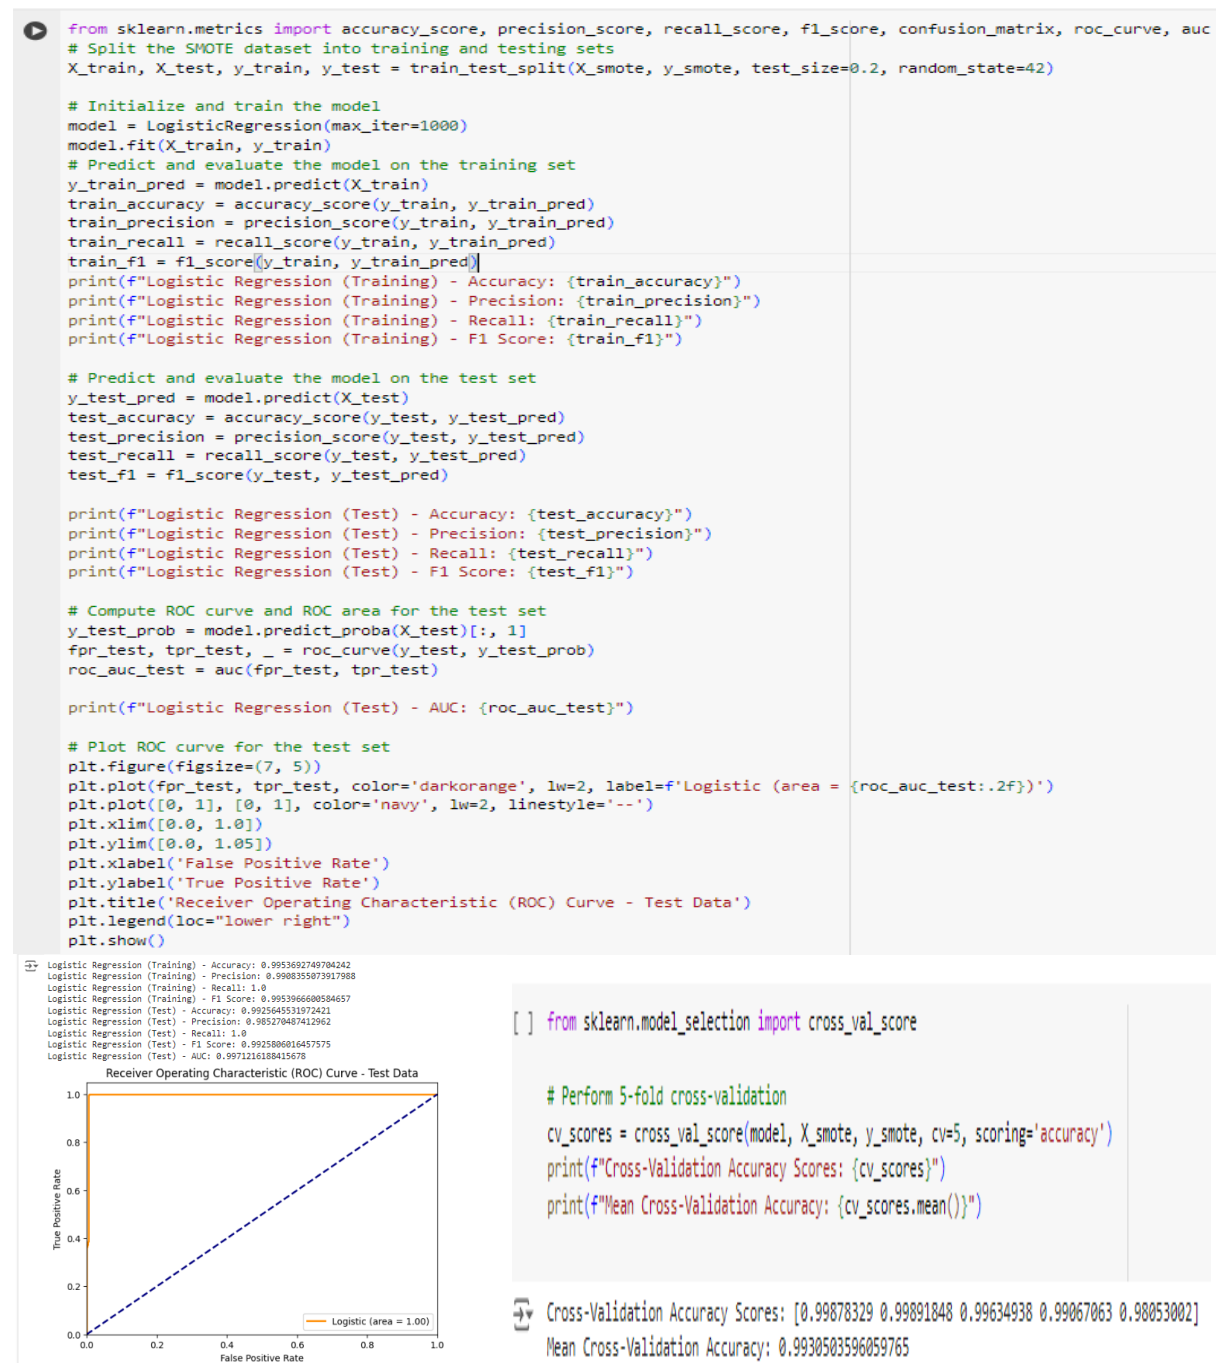 from sklearn.metrics import accuracy_score, precision_score, recall_score, f1_score, confusion_matrix, roc_curve, auc
# Split the SMOTE dataset into training and testing sets
X_train, X_test, y_train, y_test = train_test_split(X_smote, y_smote, test_size=0.2, random_state=42)
# Initialize and train the model
model = LogisticRegression(max_iter=1000)
model.fit(X_train, y_train)
# Predict and evaluate the model on the training set
y_train_pred = model.predict(X_train)
train_accuracy = accuracy_score(y_train, y_train_pred)
train_precision = precision_score(y_train, y_train_pred)
train_recall = recall_score(y_train, y_train_pred)
train_f1 = f1_score(y_train, y_train_pred)
print(f"Logistic Regression (Training) - Accuracy: {train_accuracy}")
print(f"Logistic Regression (Training) - Precision: {train_precision}")
print(f"Logistic Regression (Training) - Recall: {train_recall}")
print(f"Logistic Regression (Training) - F1 Score: {train_f1}")
# Predict and evaluate the model on the test set
y_test_pred = model.predict(X_test)
test_accuracy = accuracy_score(y_test, y_test_pred)
test_precision = precision_score(y_test, y_test_pred)
test_recall = recall_score(y_test, y_test_pred)
test_f1 = f1_score(y_test, y_test_pred)
print(f"Logistic Regression (Test) - Accuracy: {test_accuracy}")
print(f"Logistic Regression (Test) - Precision: {test_precision}")
print(f"Logistic Regression (Test) - Recall: {test_recall}")
print(f"Logistic Regression (Test) - F1 Score: {test_f1}")
# Compute ROC curve and ROC area for the test set
y_test_prob = model.predict_proba(X_test)[:, 1]
fpr_test, tpr_test, _ = roc_curve(y_test, y_test_prob)
roc_auc_test = auc(fpr_test, tpr_test)
print(f"Logistic Regression (Test) - AUC: {roc_auc_test}")
# Plot ROC curve for the test set
plt.figure(figsize=(7, 5))
plt.plot(fpr_test, tpr_test, color='darkorange', lw=2, label=f'Logistic (area = {roc_auc_test:.2f})')
plt.plot([0, 1], [0, 1], color='navy', lw=2, linestyle='--')
plt.xlim([0.0, 1.0])
plt.ylim([0.0, 1.05])
plt.xlabel('False Positive Rate')
plt.ylabel('True Positive Rate')
plt.title('Receiver Operating Characteristic (ROC) Curve - Test Data')
plt.legend(loc="lower right")
plt.show()
Logistic Regression (Training) - Accuracy: 0.9953692749704242
Logistic Regression (Training) - Precision: 0.9908355073917988
Logistic Regression (Training) - Recall: 1.0
Logistic Regression (Training) - F1 Score: 0.9953966600584657
Logistic Regression (Test) - Accuracy: 0.9925645531972421
Logistic Regression (Test) - Precision: 0.985270487412962
Logistic Regression (Test) - Recall: 1.0
Logistic Regression (Test) - F1 Score: 0.9925806016457575
Logistic Regression (Test) - AUC: 0.9971216188415678
Receiver Operating Characteristic (ROC) Curve - Test Data
1.0
0.8
0.6
0.4
0.2
0.0
True Positive Rate
Logistic (area = 1.00)
0.0 0.2 0.4 0.6 0.8 1.0
False Positive Rate
[ ] from sklearn.model_selection import cross_val_score
# Perform 5-fold cross-validation
cv_scores = cross_val_score(model, X_smote, y_smote, cv=5, scoring='accuracy')
print(f"Cross-Validation Accuracy Scores: {cv_scores}")
print(f"Mean Cross-Validation Accuracy: {cv_scores.mean()}")
Cross-Validation Accuracy Scores: [0.99878329 0.99891848 0.99634938 0.99067063 0.98053002]
Mean Cross-Validation Accuracy: 0.9930503596059765